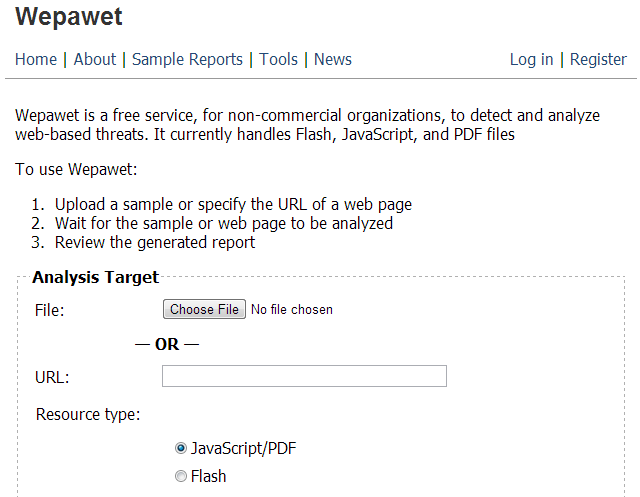 Wepawet
Home | About | Sample Reports | Tools | News Log in | Register
Wepawet is a free service, for non-commercial organizations, to detect and analyze
web-based threats. It currently handles Flash, JavaScript, and PDF files
To use Wepawet:
1. Upload a sample or specify the URL of a web page
2. Wait for the sample or web page to be analyzed
3. Review the generated report
Analysis Target
File: Choose File No file chosen
— OR —
URL:
Resource type:
JavaScript/PDF
Flash